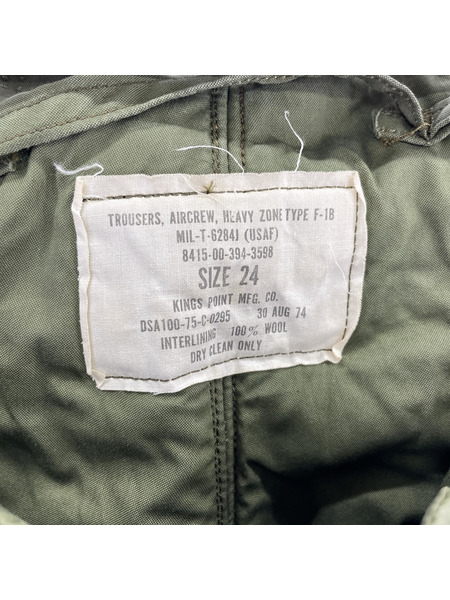 TROUSERS, AIRCREW, HEAVY ZONE TYPE F-1B
MIL-T-6284J (USAF)
8415-00-394-3598
SIZE 24
KINGS POINT MFG. CO.
DSA100-75-C-0295 30 AUG 74
INTERLINING 100% WOOL
DRY CLEAN ONLY